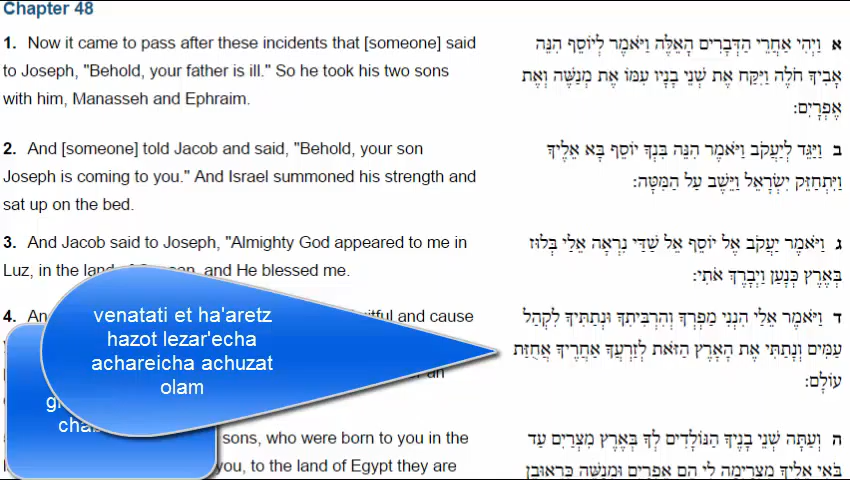 Chapter 48
1. Now it came to pass after these incidents that [someone] said
to Joseph, "Behold, your father is ill." So he took his two sons
with him, Manasseh and Ephraim.
2. And [someone] told Jacob and said, "Behold, your son
Joseph is coming to you." And Israel summoned his strength and
sat up on the bed.
3. And Jacob said to Joseph, "Almighty God appeared to me in
Luz, in the land and He blessed me.
4. and cause
venatati et ha'aretz
hazot lezar'echa
achareicha achuzat
olam
sons, who were born to you in the
you, to the land of Egypt they are
א וַיְהִי אַחֲרֵי הַדְּבָרִים הָאֵלֶּה וַיֹּאמֶר לְיוֹסֵף הִנֵּה
אָבִיךָ חֹלֶה וַיִּקַּח אֶת שְׁנֵי בָנָיו עִמּוֹ אֶת מְנַשֶּׁה וְאֶת
אֶפְרָיִם:
ב וַיַּגֵּד לְיַעֲקֹב וַיֹּאמֶר הִנֵּה בִּנְךָ יוֹסֵף בָּא אֵלֶיךָ
וַיִּתְחַזֵּק יִשְׂרָאֵל וַיֵּשֶׁב עַל הַמִּטָּה:
ג וַיֹּאמֶר יַעֲקֹב אֶל יוֹסֵף אֵל שַׁדַּי נִרְאָה אֵלַי בְּלוּז
בְּאֶרֶץ כְּנָעַן וַיְבָרֶךְ אֹתִי:
ד וַיֹּאמֶר אֵלַי הִנְנִי מַפְרְךָ וְהִרְבִּיתִךָ וּנְתַתִּיךָ לִקְהַל
עַמִּים וְנָתַתִּי אֶת הָאָרֶץ הַזֹּאת לְזַרְעֲךָ אַחֲרֶיךָ אֲחֻזַּת
עוֹלָם:
ה וְעַתָּה שְׁנֵי בָנֶיךָ הַנּוֹלָדִים לְךָ בְּאֶרֶץ מִצְרַיִם עַד
בֹּאִי אֵלֶיךָ מִצְרַיְמָה לִי הֵם אֶפְרַיִם וּמְנַשֶּׁה כִּרְאוּבֵן